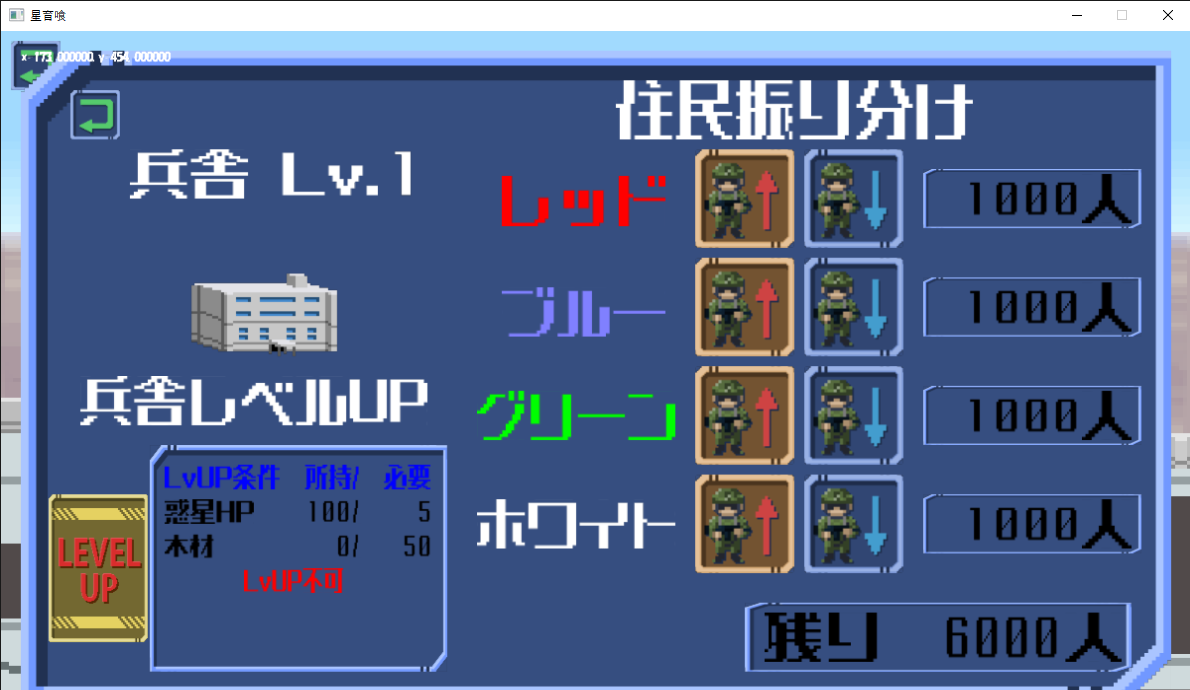 星育喰
x 173.000000 y 454.000000
住民振り分け
兵舎 Lv.1
レッド 1000人
ブルー 1000人
兵舎レベルUP
グリーン 1000人
LvUP条件 所持/ 必要
惑星HP 100/ 5
木材 0/ 50
LvUP不可
LEVEL
UP
ホワイト 1000人
残り 6000人